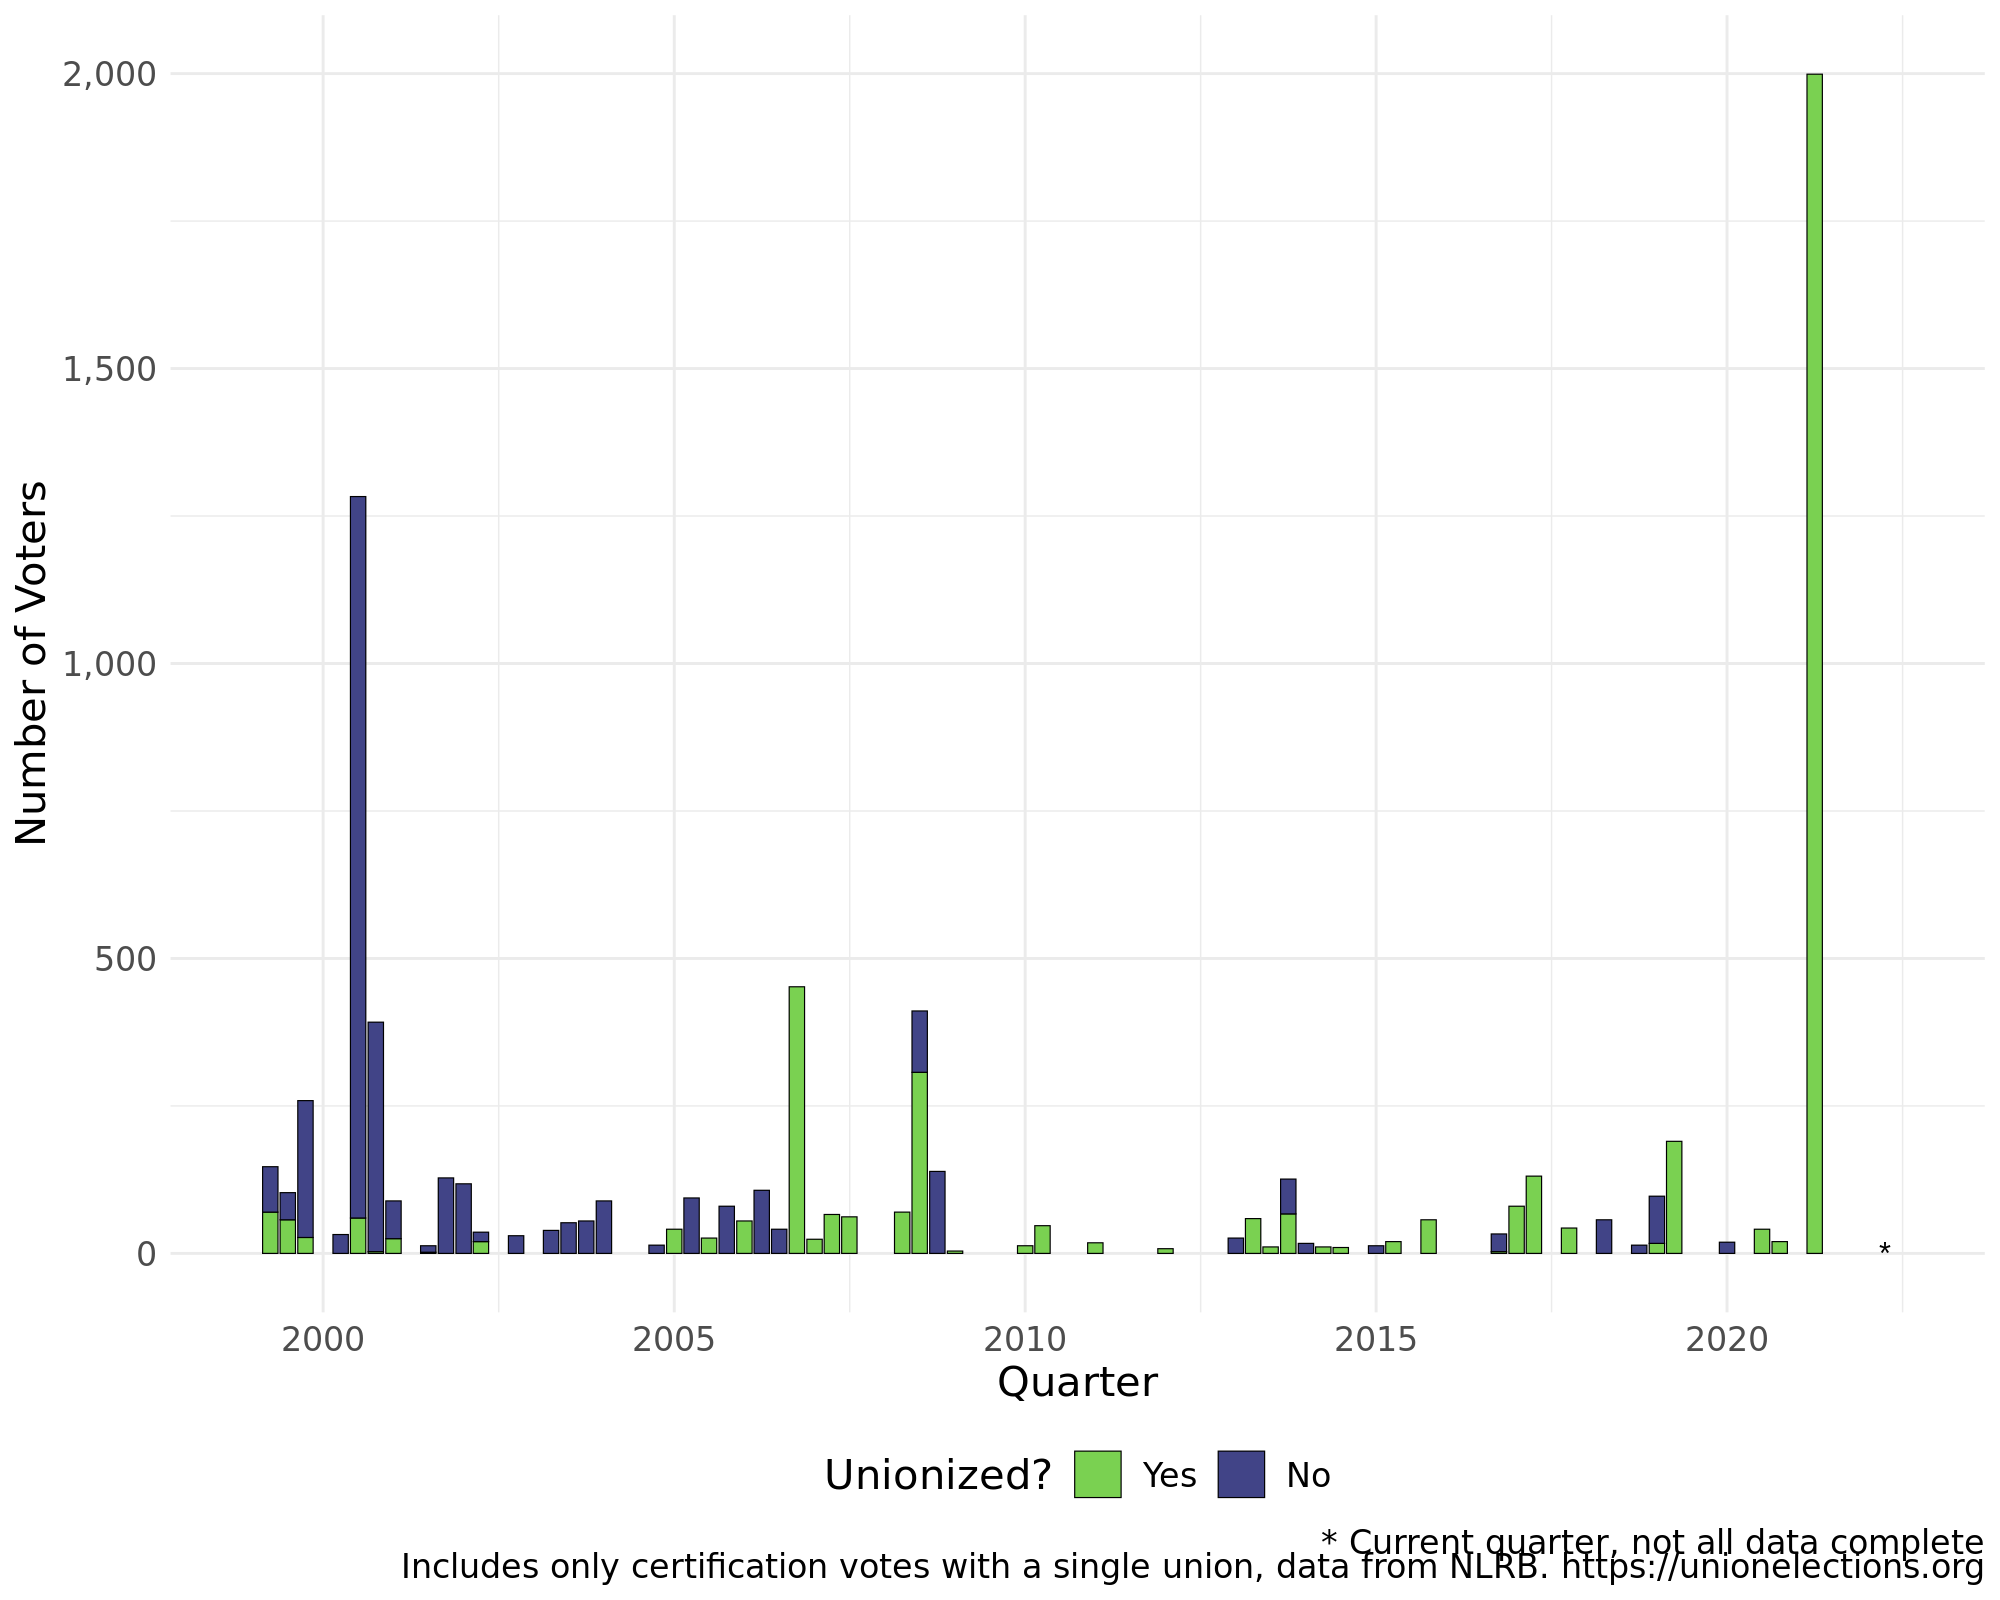 2,000
1,500
1,000
500
0
Number of Voters
*
2000 2005 2010 2015 2020
Quarter
Unionized? Yes No
* Current quarter, not all data complete
Includes only certification votes with a single union, data from NLRB. https://unionelections.org